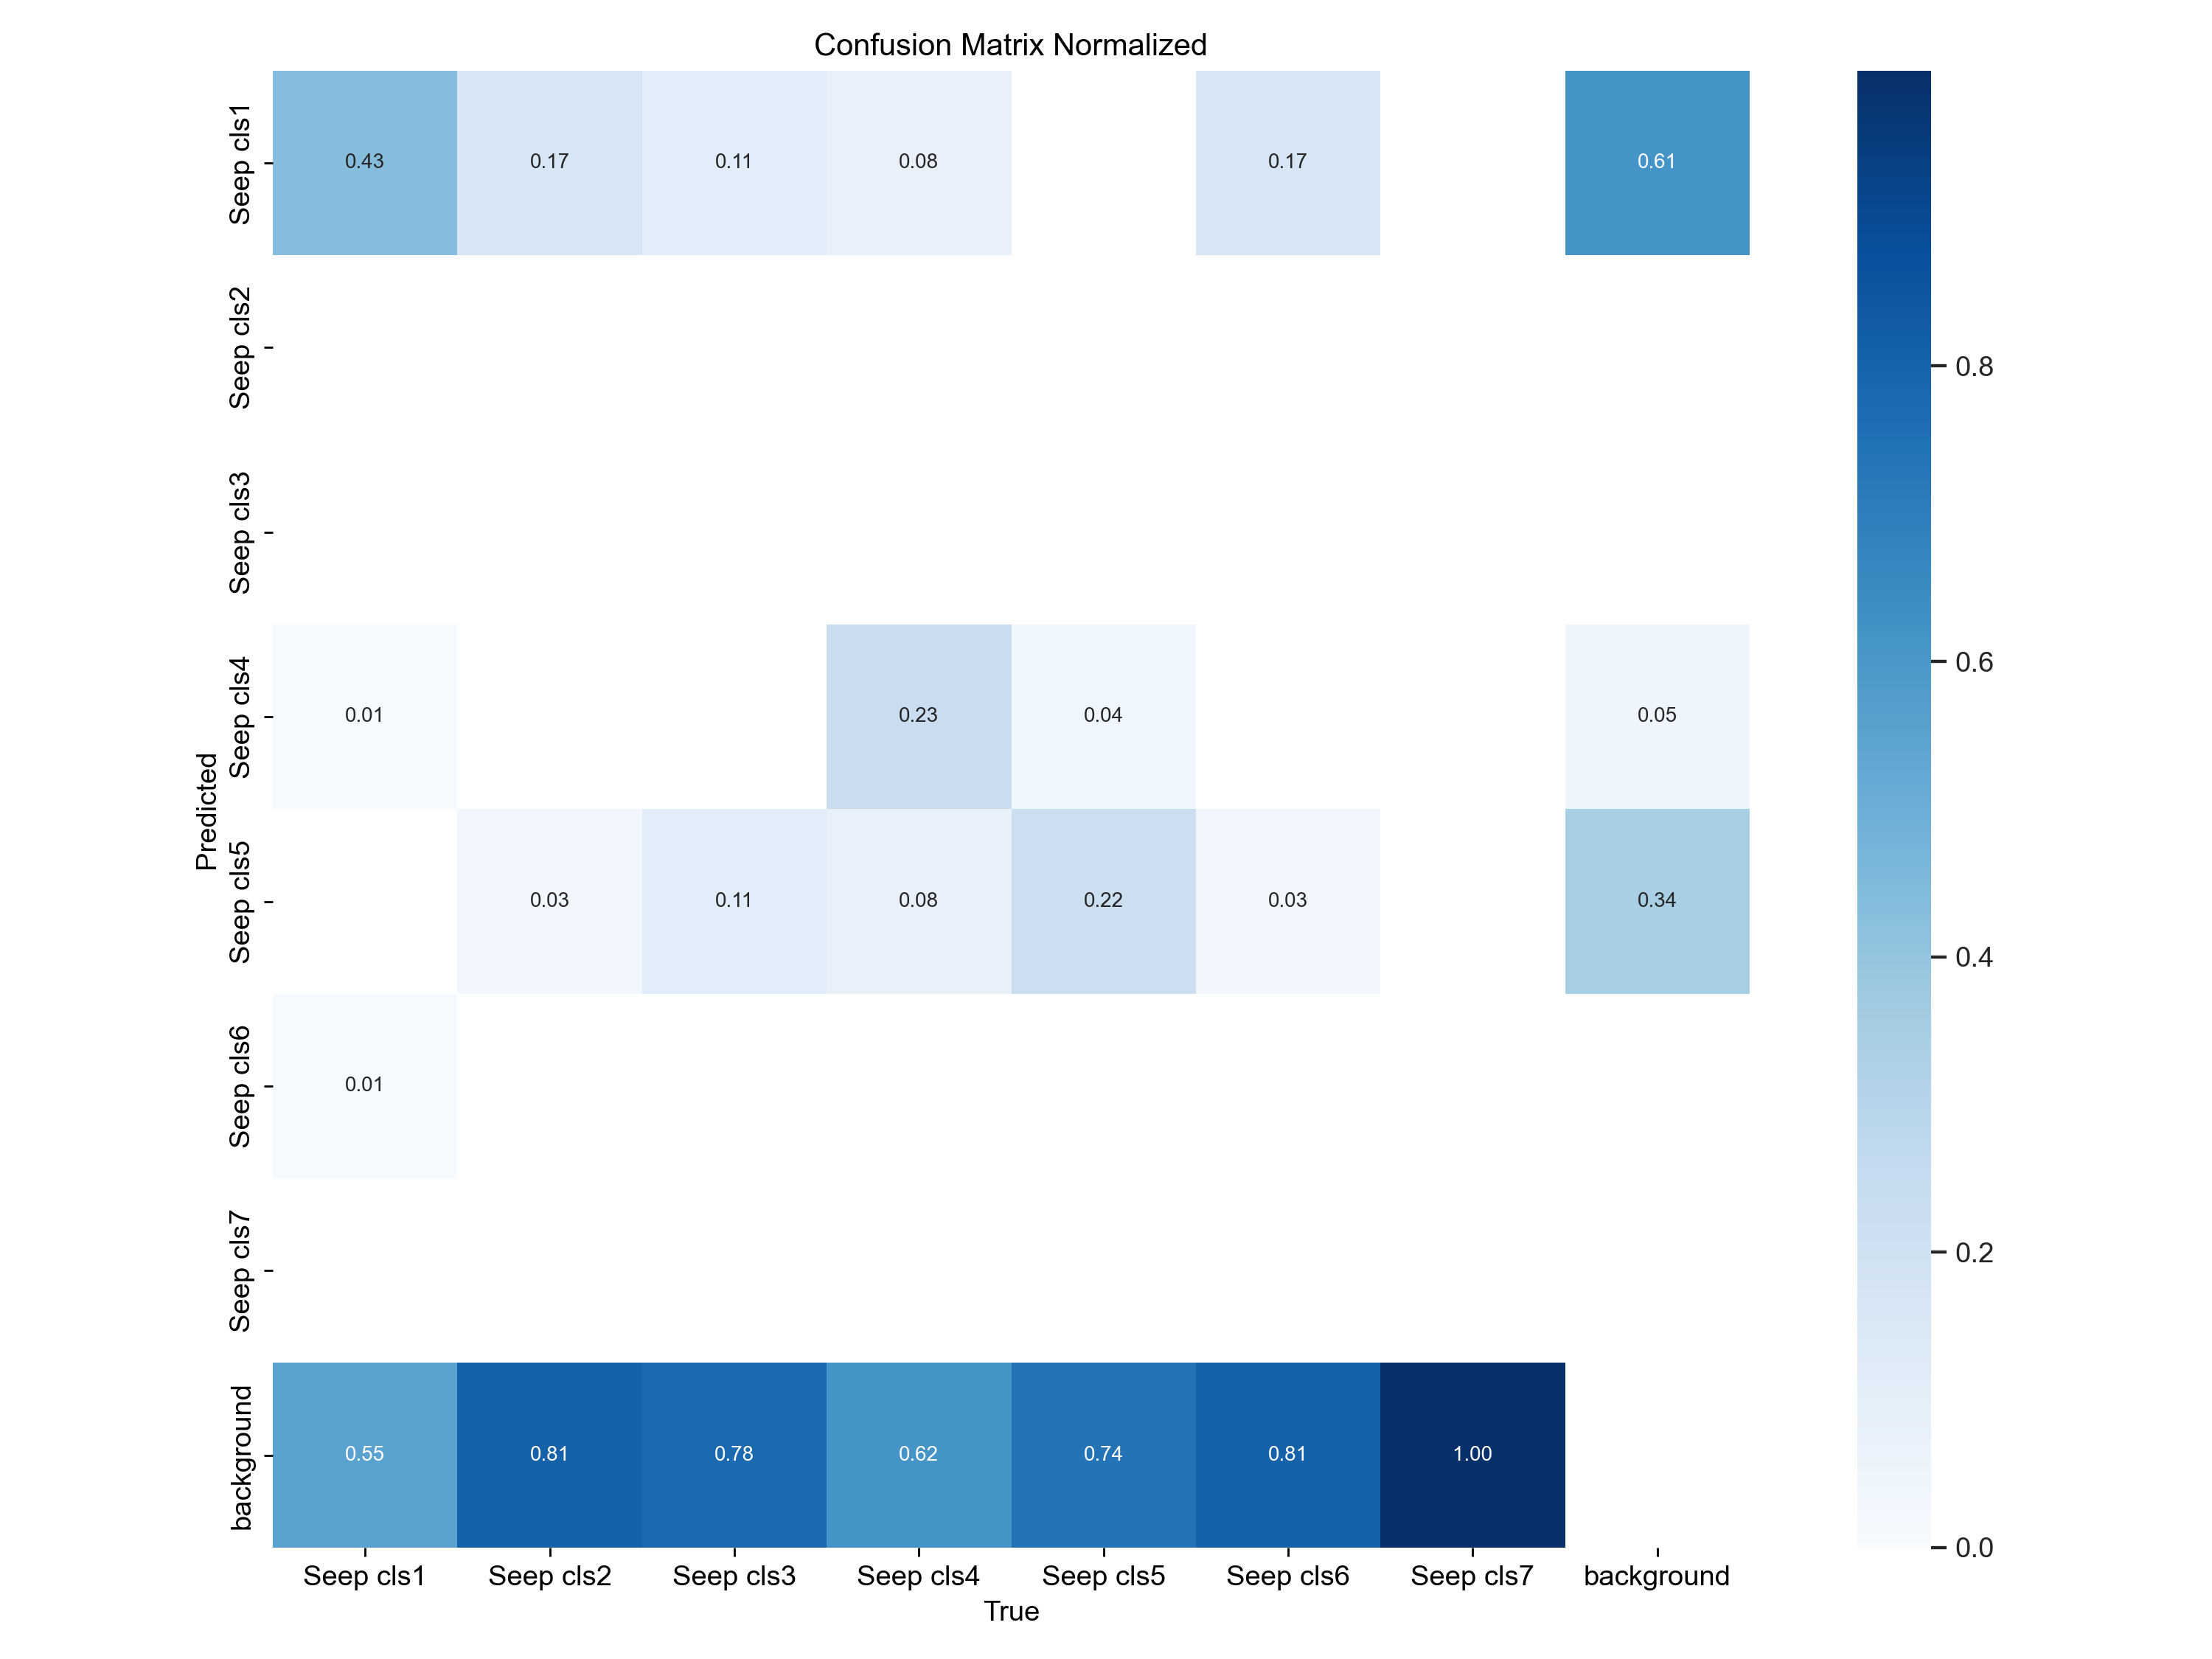 Confusion Matrix Normalized
Seep cls1
0.43 0.17 0.11 0.08 0.17 0.61
Seep cls2
Seep cls3
Seep cls4
0.01 0.23 0.04 0.05
Predicted
Seep cls5
0.03 0.11 0.08 0.22 0.03 0.34
Seep cls6
0.01
Seep cls7
background
0.55 0.81 0.78 0.62 0.74 0.81 1.00
Seep cls1 Seep cls2 Seep cls3 Seep cls4 Seep cls5 Seep cls6 Seep cls7 background
True
0.8
0.6
0.4
0.2
0.0